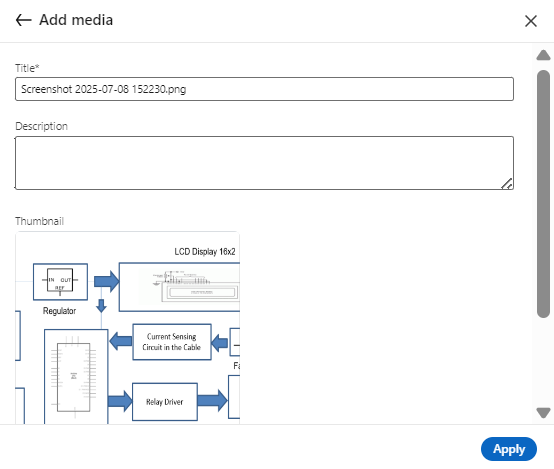 Add media
Title*
Screenshot 2025-07-08 152230.png
Description
Thumbnail
LCD Display 16x2
IN OUT
REF
Regulator
Current Sensing
Circuit in the Cable
Fa
Relay Driver
Apply